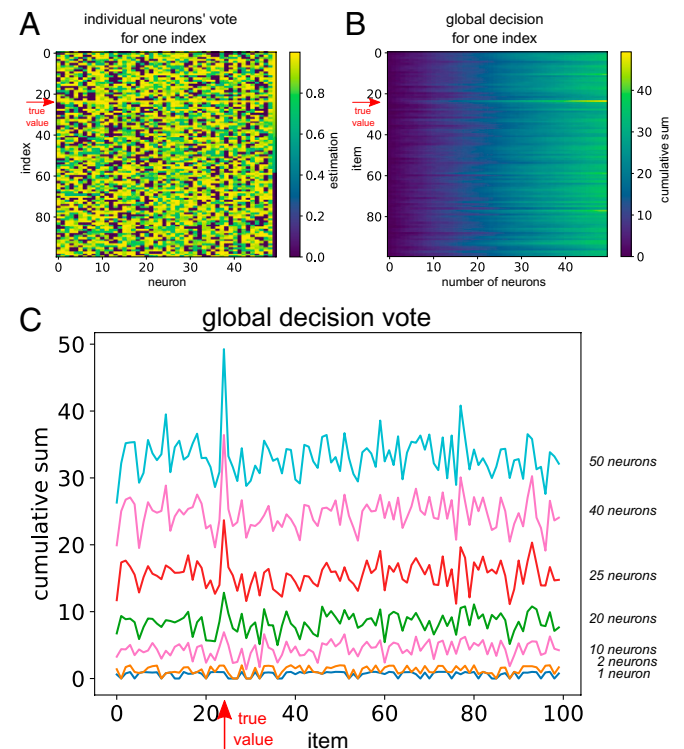 A
individual neurons' vote
for one index
0
20
40
60
80
true
value
index
0
10
20
30
40
neuron
0.8
0.6
0.4
0.2
0.0
estimation
B
global decision
for one index
0
20
40
60
80
true
value
item
0
10
20
30
40
number of neurons
40
30
20
10
0
cumulative sum
C
global decision vote
50
40
30
20
10
0
cumulative sum
50 neurons
40 neurons
25 neurons
20 neurons
10 neurons
2 neurons
1 neuron
0
20
40
60
80
100
true
value
item